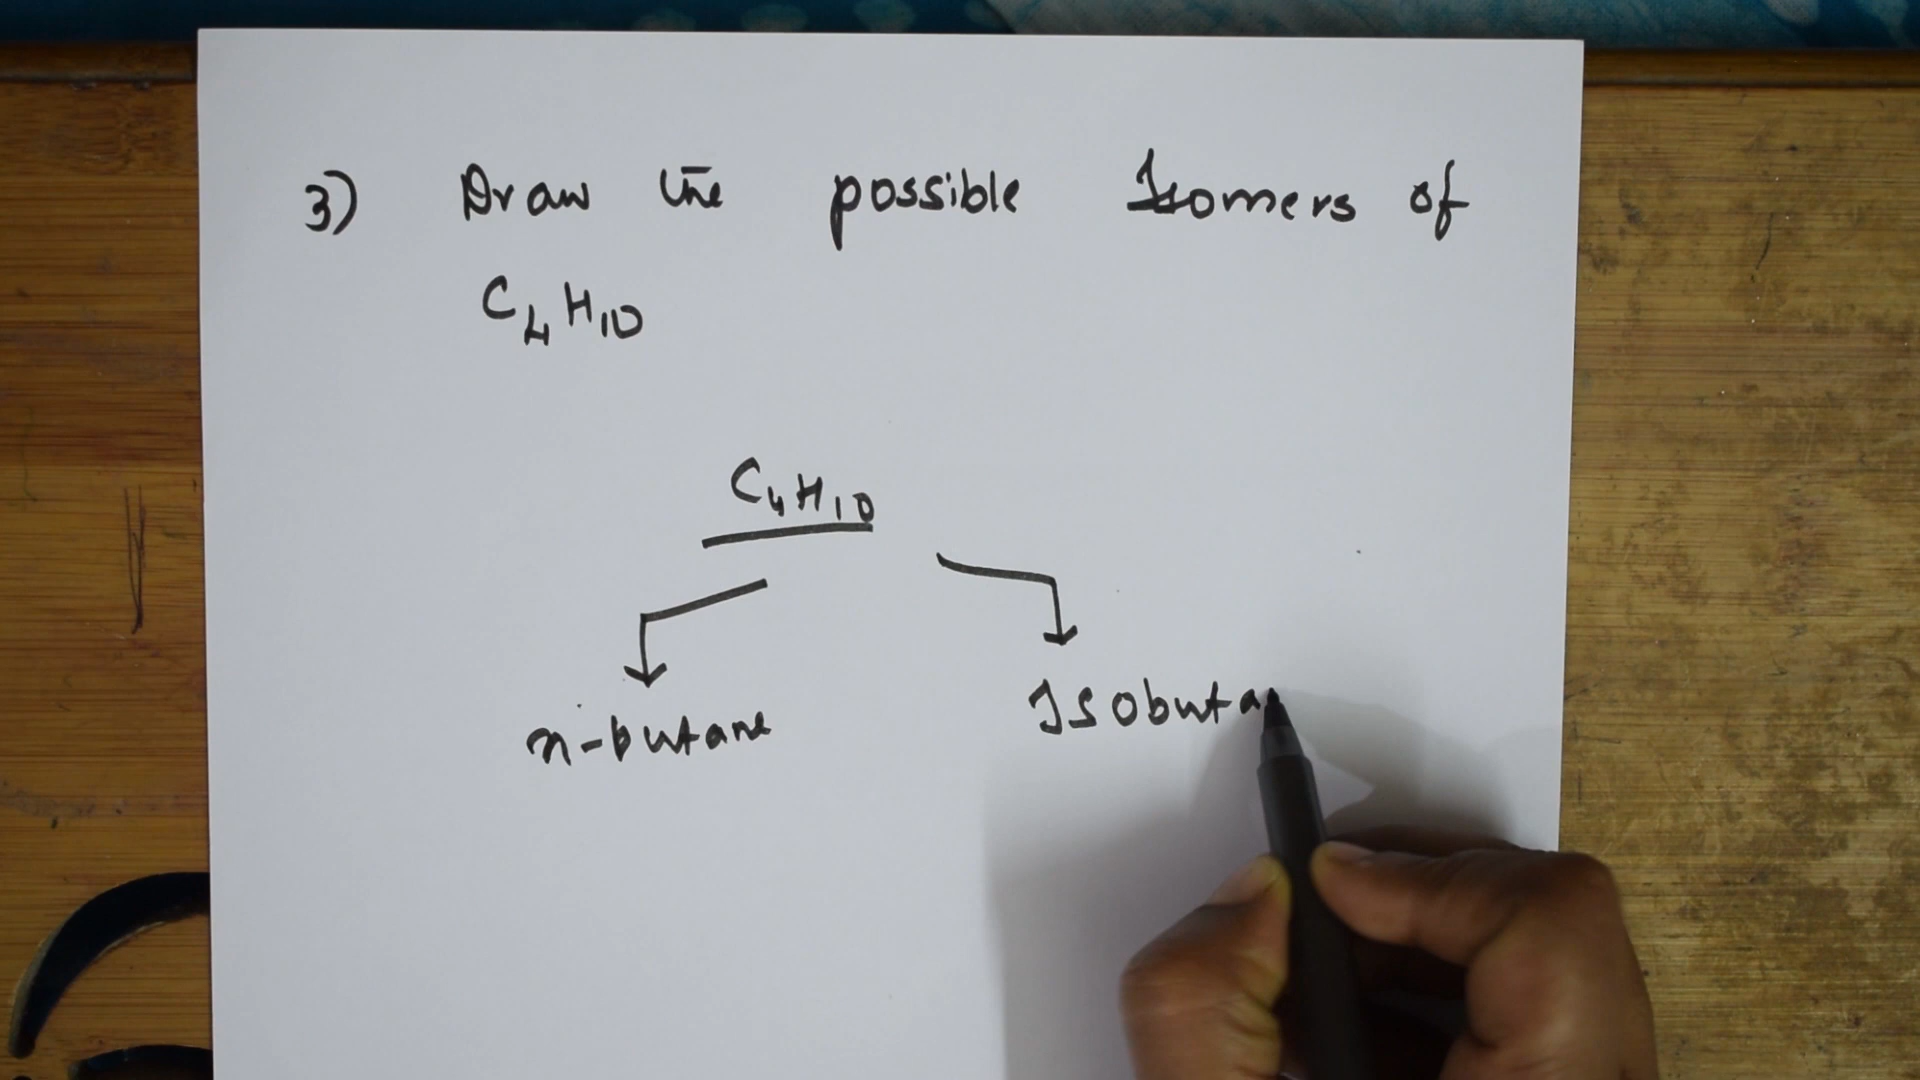 3) Draw the possible Isomers of
C4H10
C4H10
n-butane Isobuta